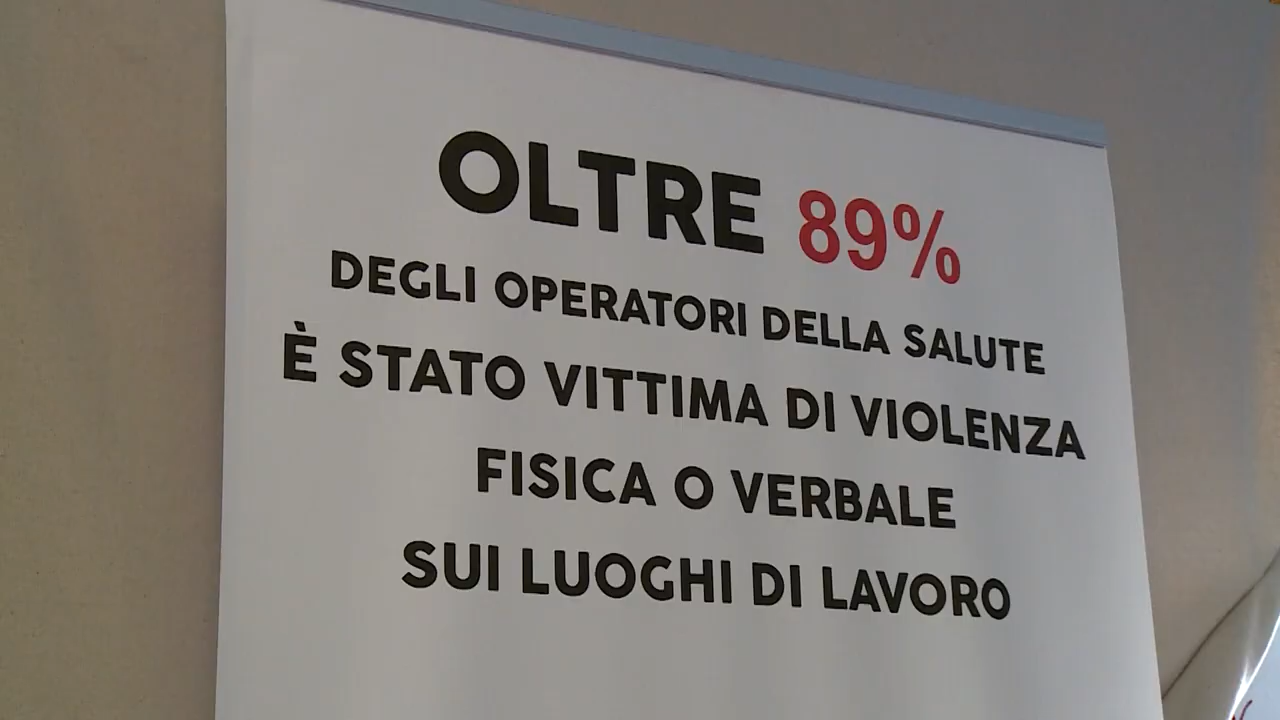 OLTRE 89%
DEGLI OPERATORI DELLA SALUTE
È STATO VITTIMA DI VIOLENZA
FISICA O VERBALE
SUI LUOGHI DI LAVORO